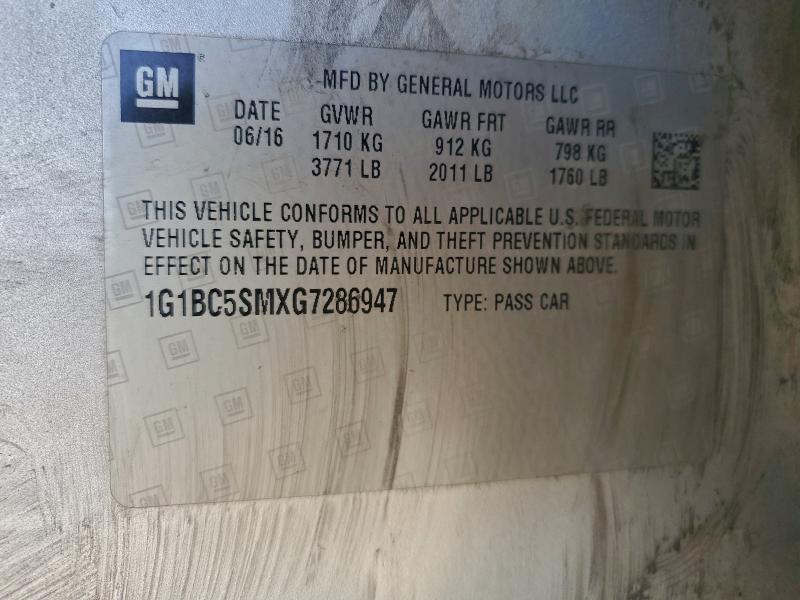 GM
MFD BY GENERAL MOTORS LLC
DATE GVWR GAWR FRT GAWR RR
06/16 1710 KG 912 KG 798 KG
3771 LB 2011 LB 1760 LB
THIS VEHICLE CONFORMS TO ALL APPLICABLE U.S. FEDERAL MOTOR
VEHICLE SAFETY, BUMPER, AND THEFT PREVENTION STANDARDS IN
EFFECT ON THE DATE OF MANUFACTURE SHOWN ABOVE.
1G1BC5SMXG7286947 TYPE: PASS CAR